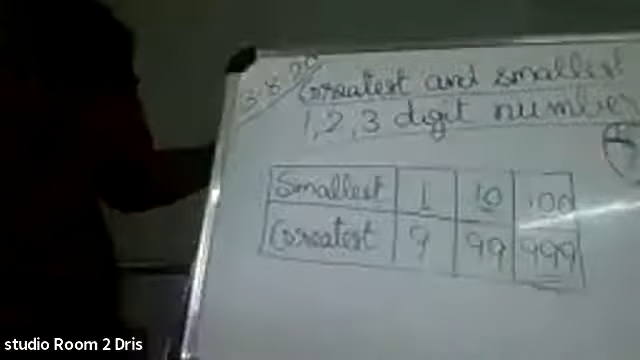 Greatest and smallest
1, 2, 3 digit number
Smallest 1 10 100
Greatest 9 99 999
studio Room 2 Dris